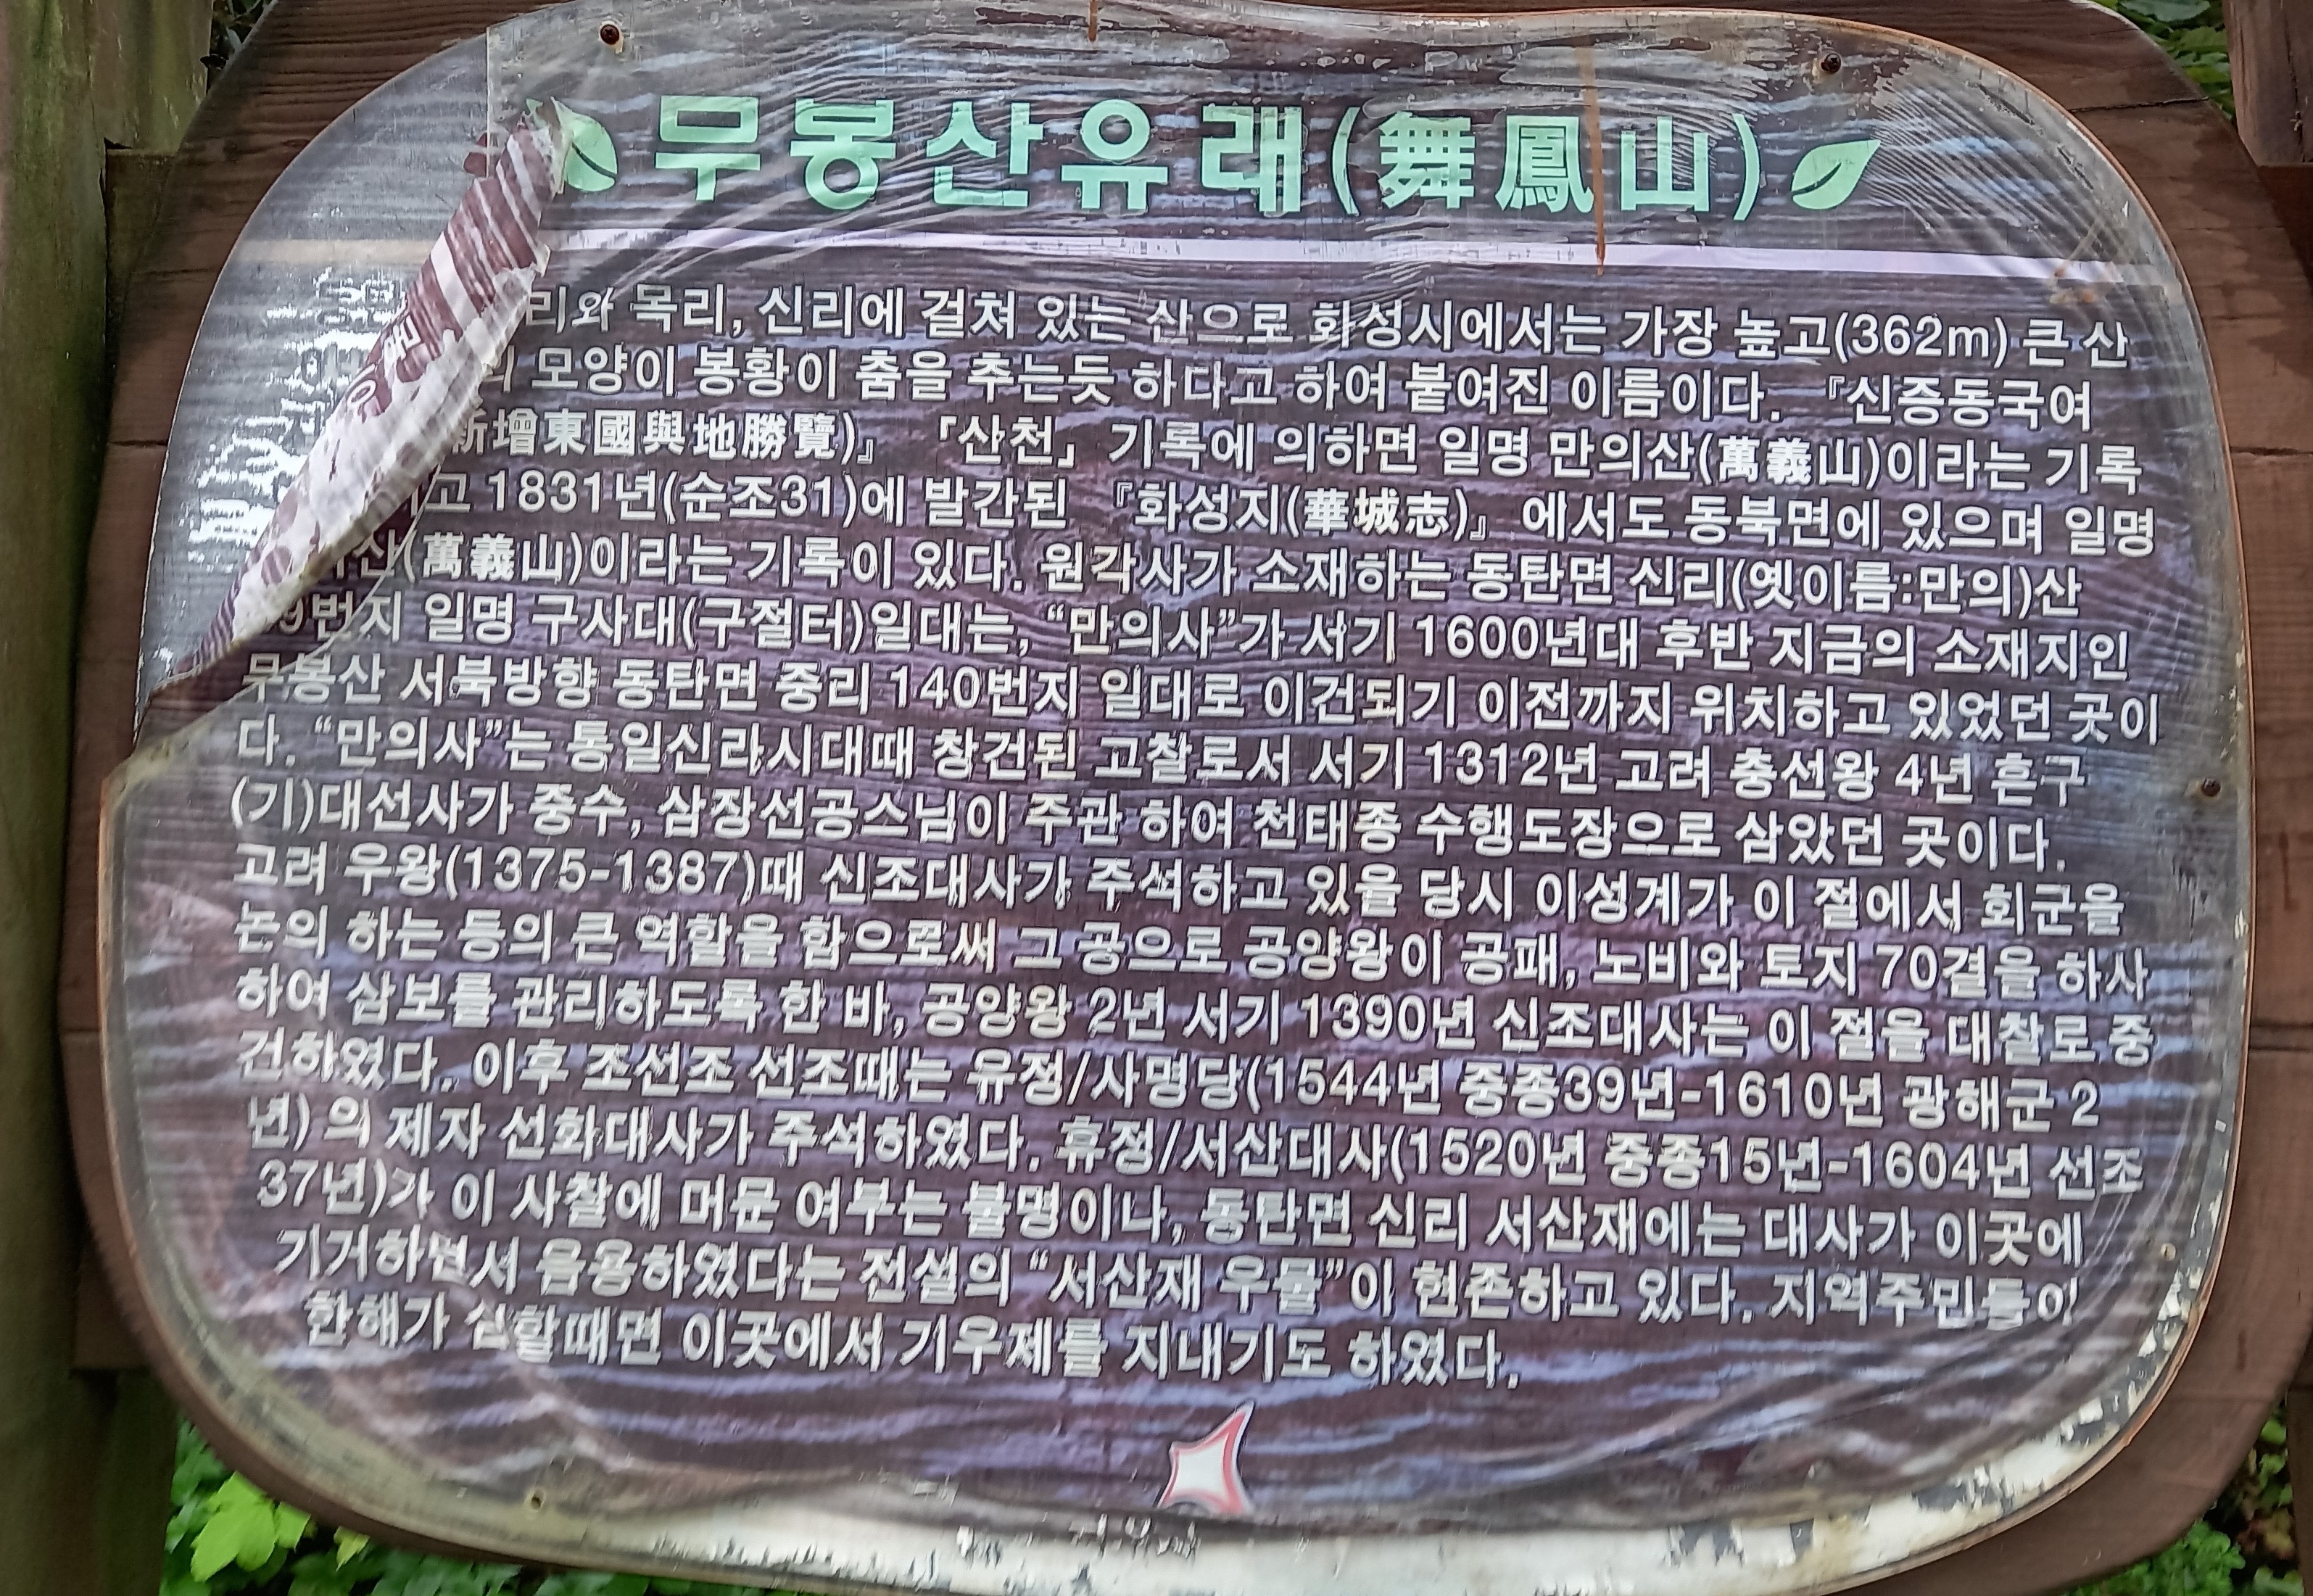 무봉산유래(舞鳳山)
목리, 신리에 걸쳐 있는 산으로 화성시에서는 가장 높고(362m) 큰 산
모양이 봉황이 춤을 추는듯 하다고 하여 붙여진 이름이다. 『신증동국여
新增東國與地勝覽)』 「산천」 기록에 의하면 일명 만의산(萬義山)이라는 기록
1831년(순조31)에 발간된 『화성지(華城志)』 에서도 동북면에 있으며 일명
산(萬義山)이라는 기록이 있다. 원각사가 소재하는 동탄면 신리(옛이름:만의)산
9번지 일명 구사대(구절터)일대는, “만의사”가 서기 1600년대 후반 지금의 소재지인
무봉산 서북방향 동탄면 중리 140번지 일대로 이건되기 이전까지 위치하고 있었던 곳이
다. “만의사”는 통일신라시대때 창건된 고찰로서 서기 1312년 고려 충선왕 4년 흔구
(기)대선사가 중수, 삼장선공스님이 주관 하여 천태종 수행도장으로 삼았던 곳이다.
고려 우왕(1375-1387)때 신조대사가 주석하고 있을 당시 이성계가 이 절에서 회군을
논의 하는 등의 큰 역할을 함으로써 그 공으로 공양왕이 공패, 노비와 토지 70결을 하사
하여 삼보를 관리하도록 한 바, 공양왕 2년 서기 1390년 신조대사는 이 절을 대찰로 중
건하였다. 이후 조선조 선조때는 유정/사명당(1544년 중종39년-1610년 광해군 2
년) 의 제자 선화대사가 주석하였다. 휴정/서산대사(1520년 중종15년-1604년 선조
37년)가 이 사찰에 머문 여부는 불명이나, 동탄면 신리 서산재에는 대사가 이곳에
기거하면서 음용하였다는 전설의 “서산재 우물”이 현존하고 있다. 지역주민들이
한해가 심할때면 이곳에서 기우제를 지내기도 하였다.